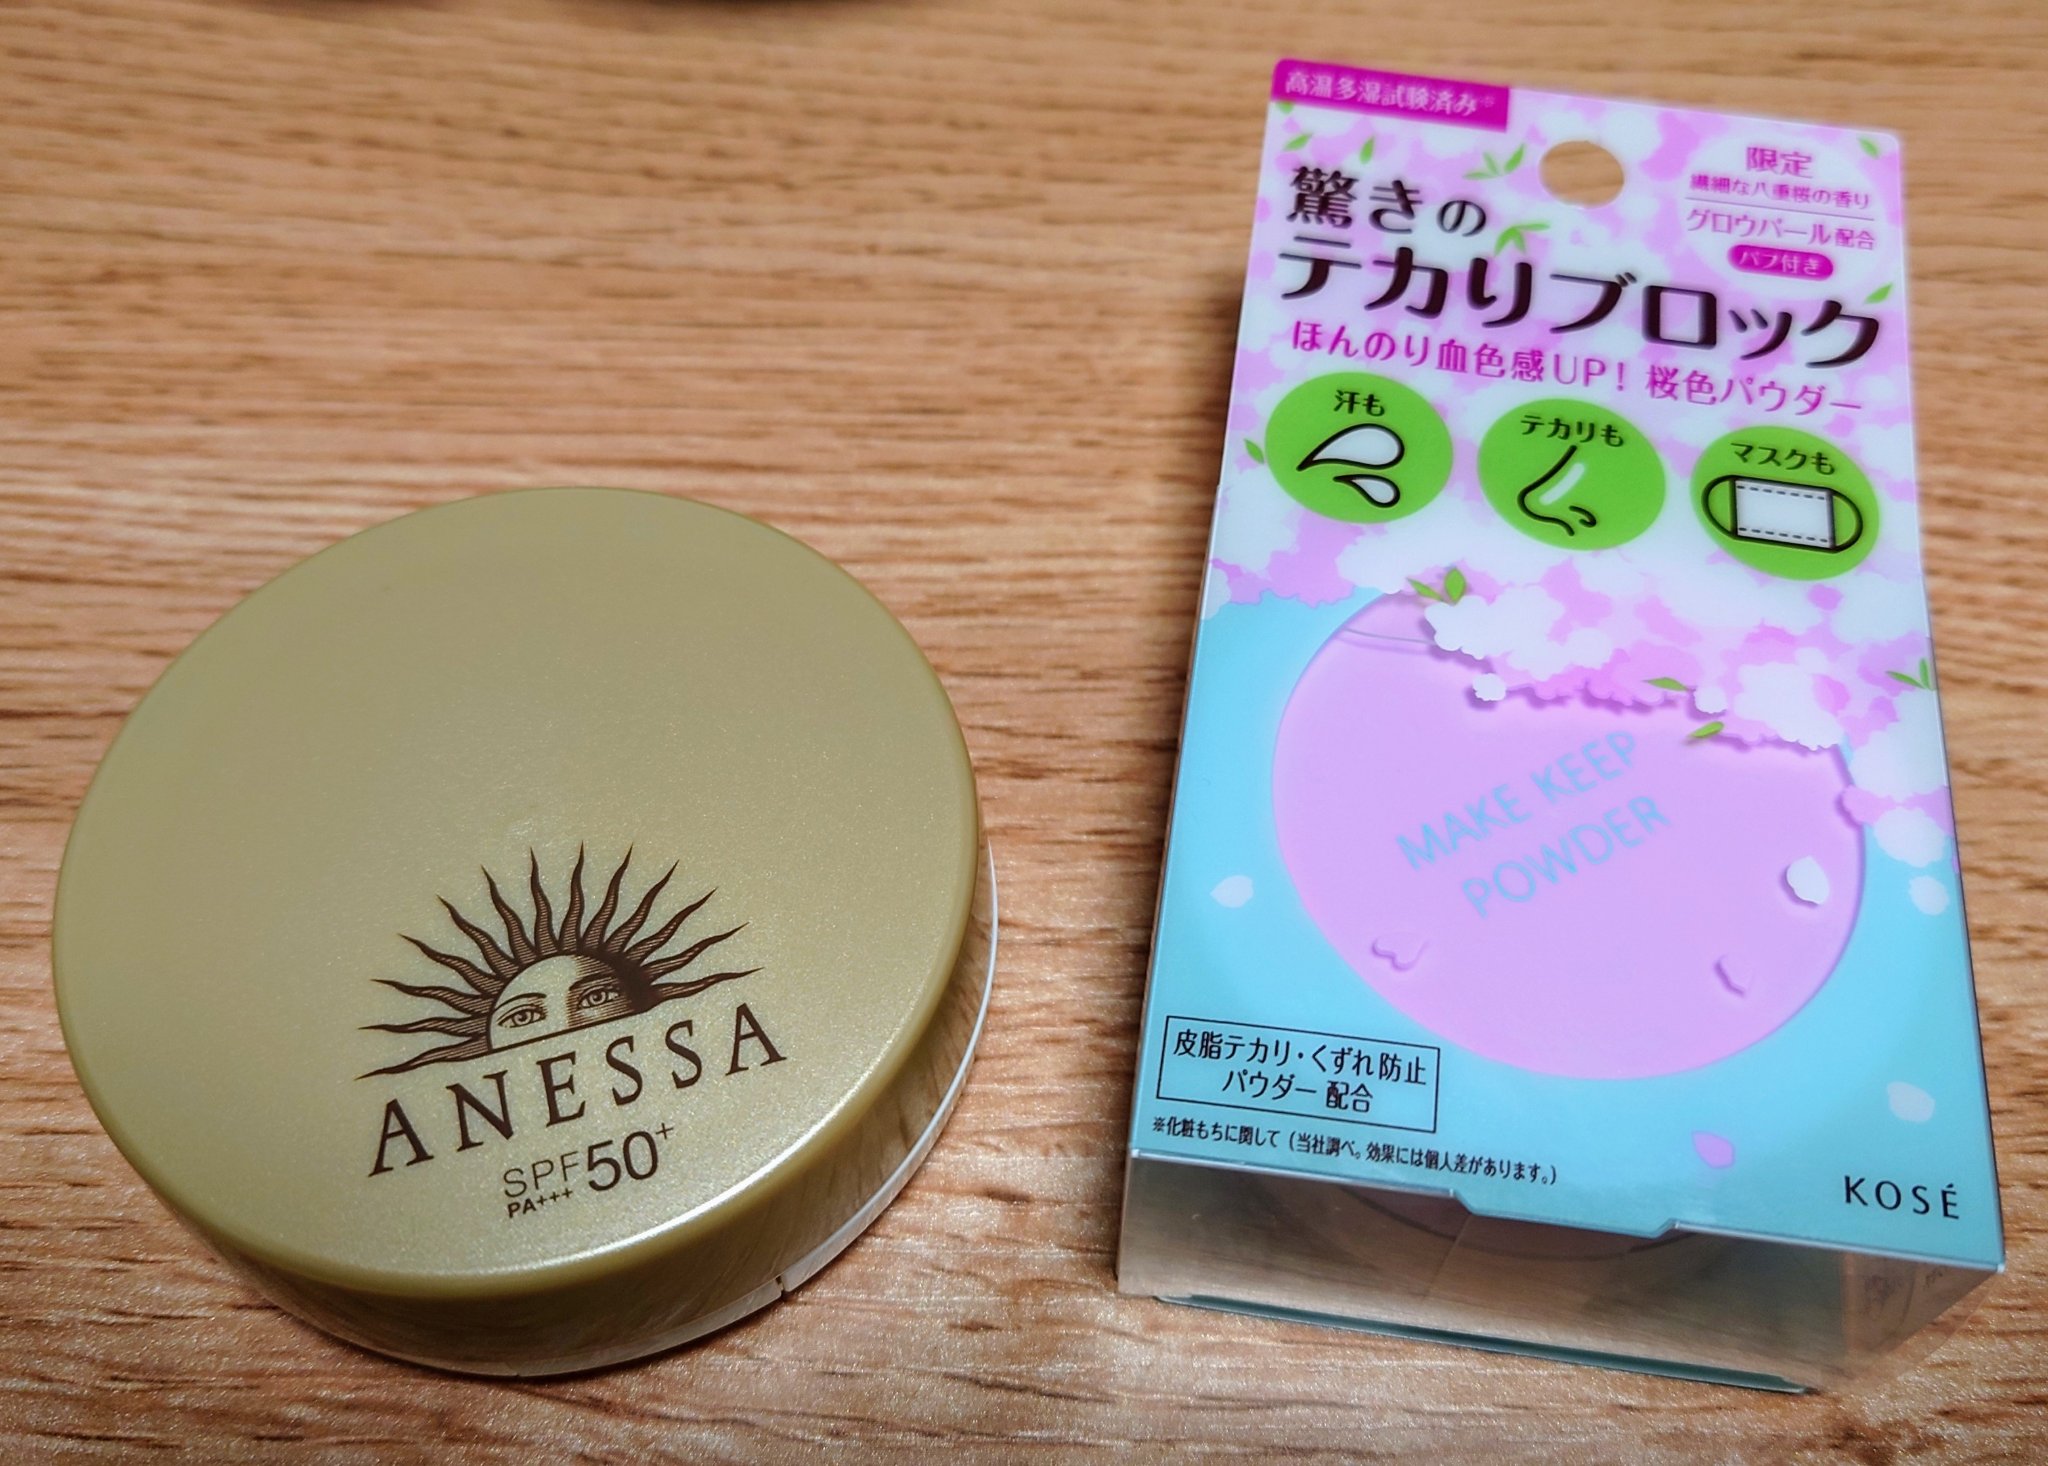 ANESSA
SPF 50+
PA+++
高温多湿試験済み※
限定
繊細な八重桜の香り
グロウパール配合
パフ付き
驚きの
テカリブロック
ほんのり血色感UP！桜色パウダー
汗も
テカリも
マスクも
MAKE KEEP
POWDER
皮脂テカリ・くずれ防止
パウダー 配合
※化粧もちに関して（当社調べ。効果には個人差があります。）
KOSÉ